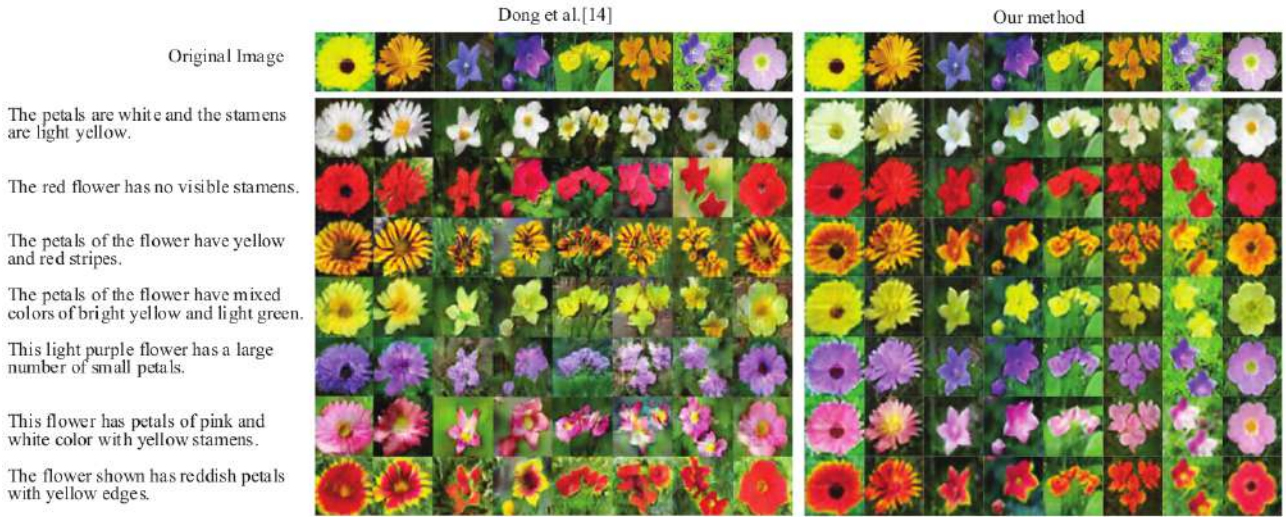 Dong et al.[14]
Our method
Original Image
The petals are white and the stamens
are light yellow.
The red flower has no visible stamens.
The petals of the flower have yellow
and red stripes.
The petals of the flower have mixed
colors of bright yellow and light green.
This light purple flower has a large
number of small petals.
This flower has petals of pink and
white color with yellow stamens.
The flower shown has reddish petals
with yellow edges.